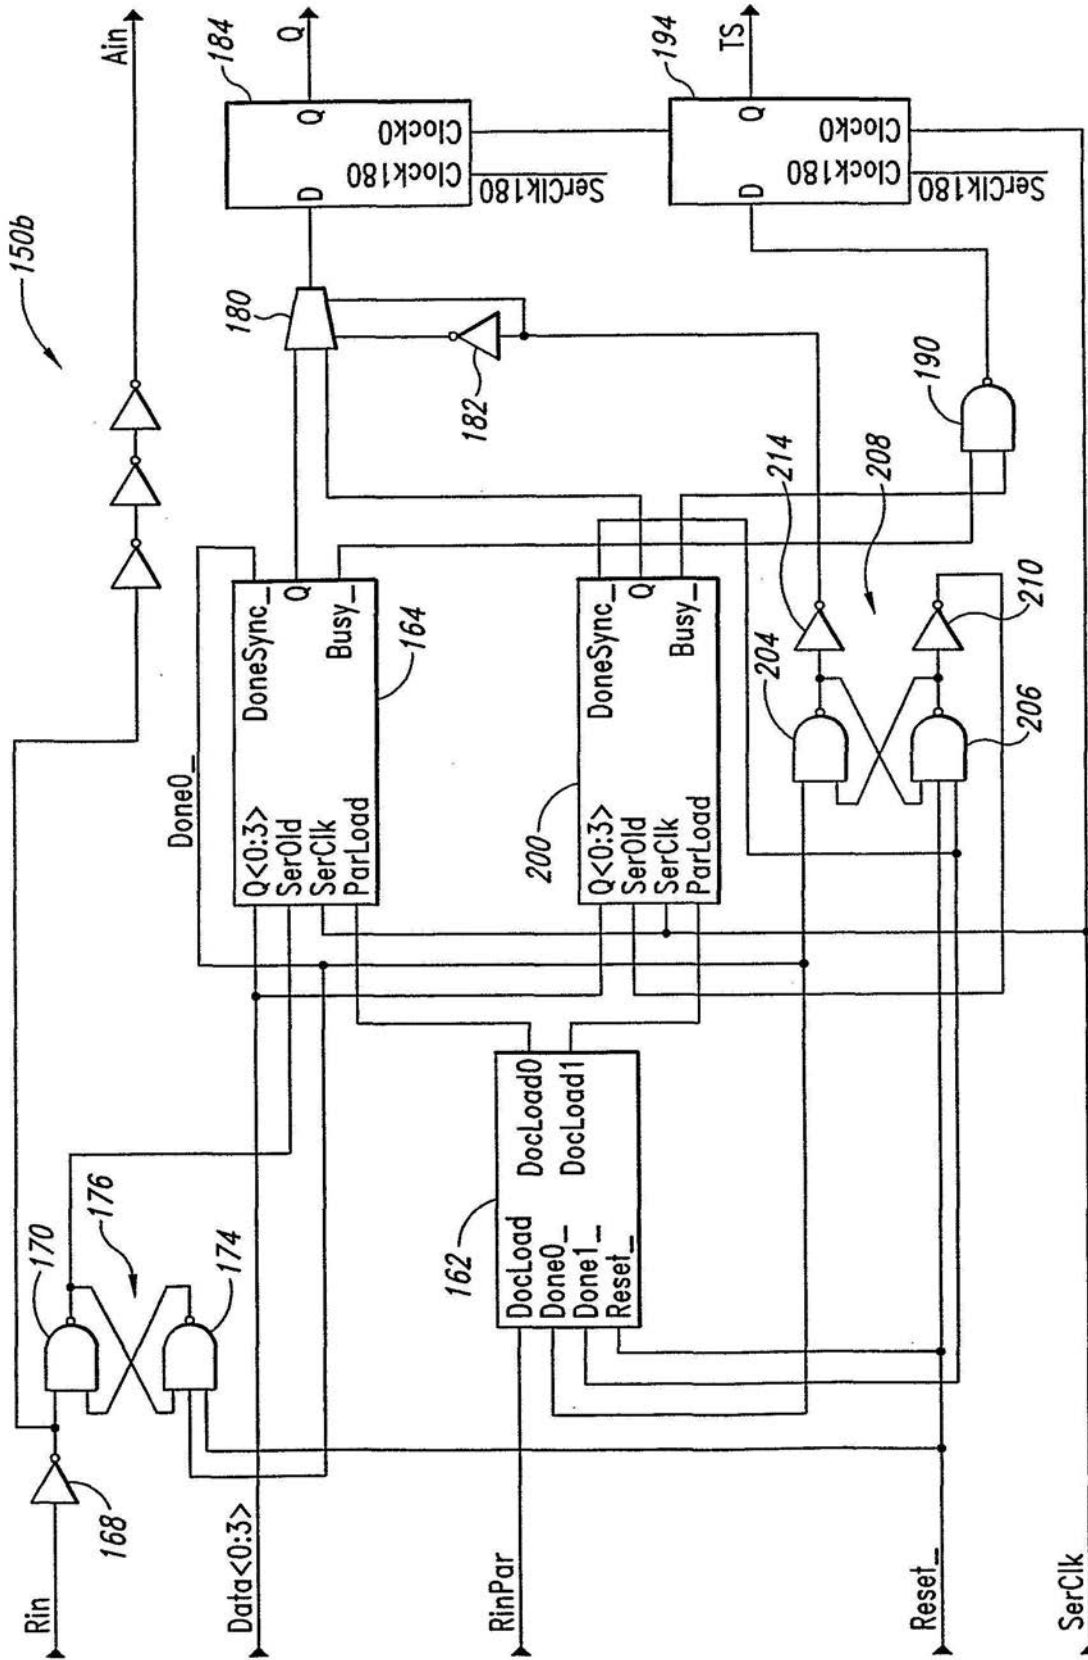 150b
Ain
Rin
168
170
176
174
Data<0:3>
Done0_
Q<0:3>
SerOld
SerClk
ParLoad
DoneSync_
Q
Busy_
164
180
182
184
D
Q
Clock180
Clock0
SerClk180
Q
RinPar
162
DocLoad
Done0_
Done1_
Reset_
DocLoad0
DocLoad1
200
Q<0:3>
SerOld
SerClk
ParLoad
DoneSync_
Q
Busy_
194
D
Q
Clock180
Clock0
SerClk180
TS
190
204
214
208
206
210
Reset_
SerClk